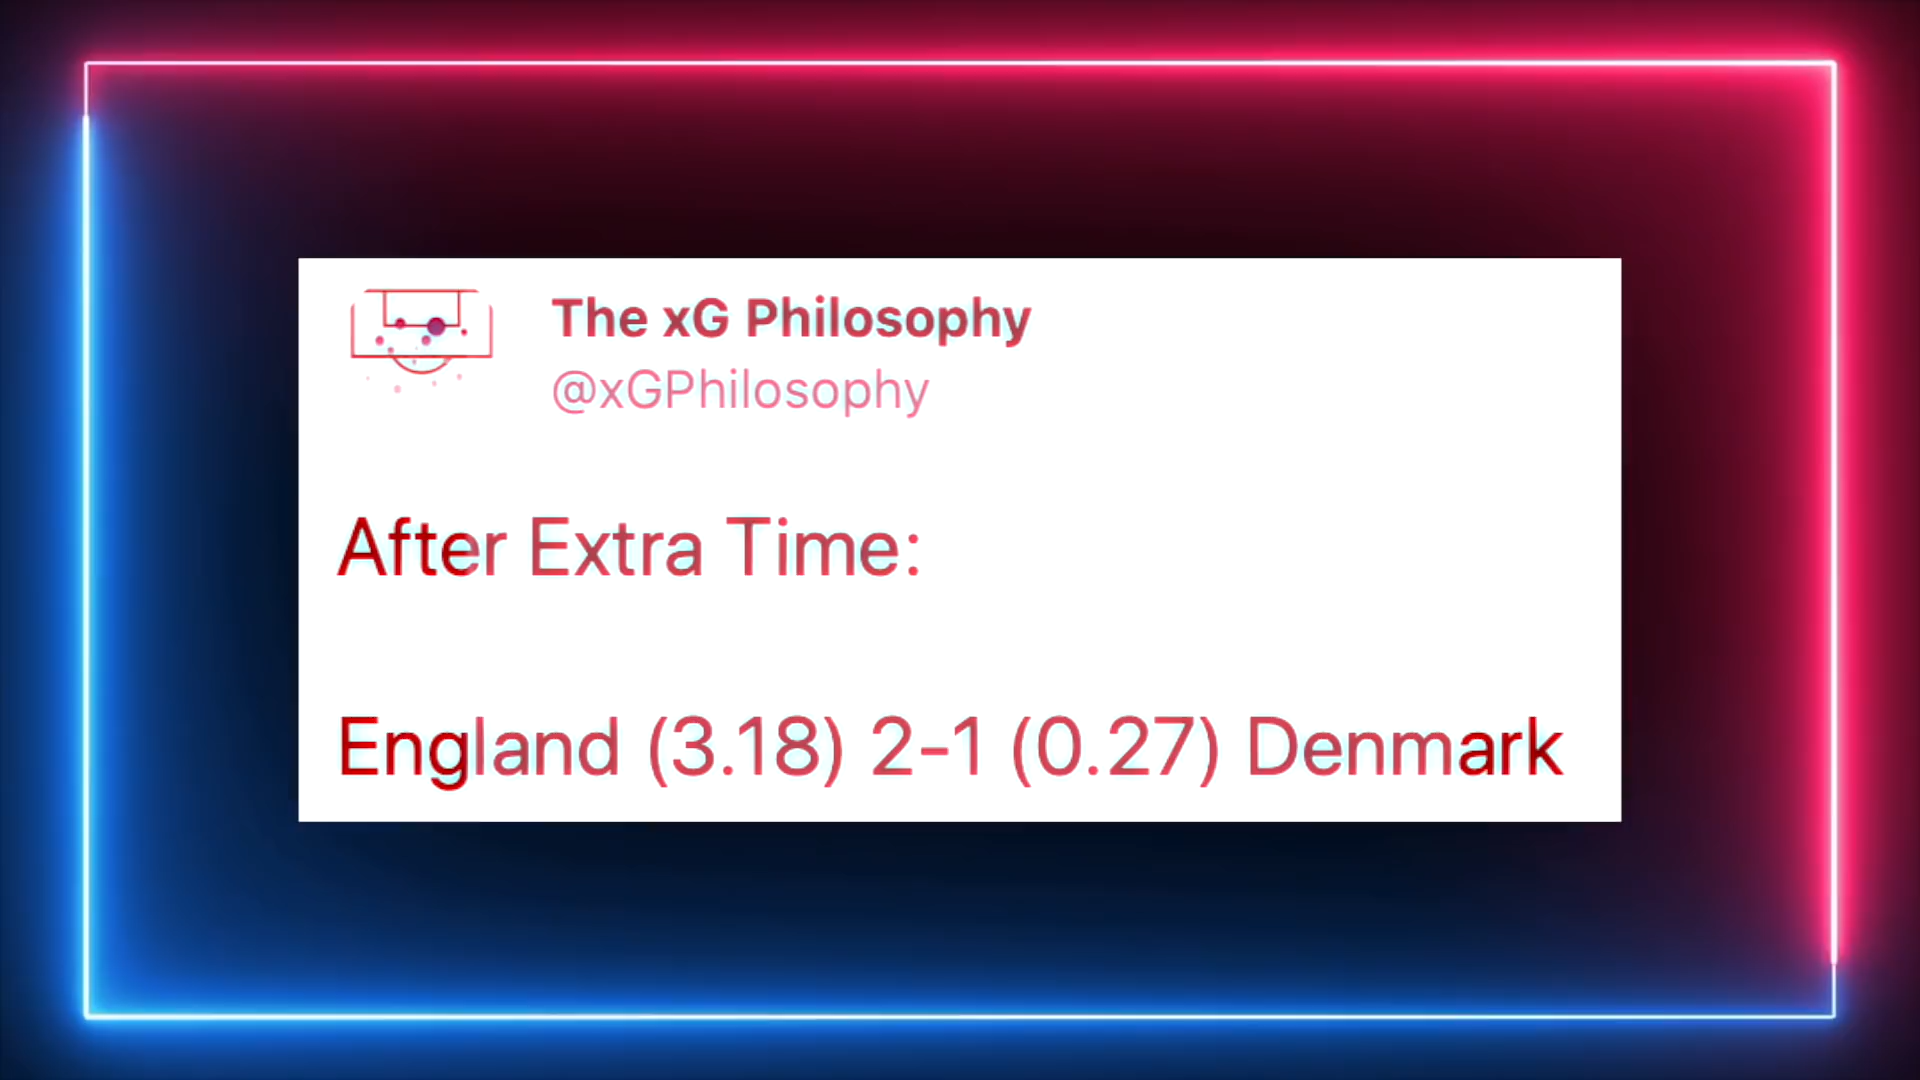 The xG Philosophy
@xGPhilosophy
After Extra Time:
England (3.18) 2-1 (0.27) Denmark